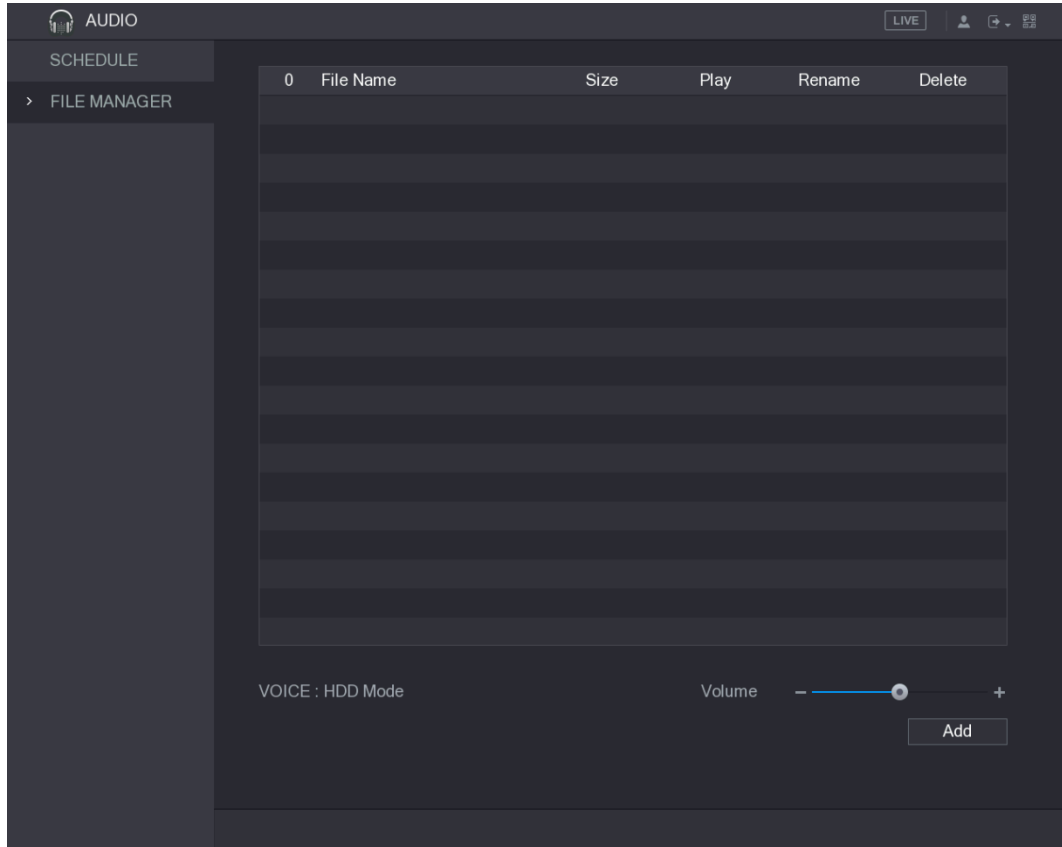 AUDIO LIVE
SCHEDULE
FILE MANAGER
0 File Name Size Play Rename Delete
VOICE : HDD Mode Volume
Add